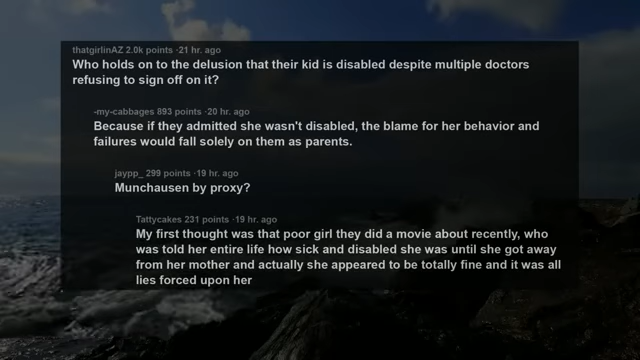 thatgirlinAZ 2.0k points ·21 hr. ago
Who holds on to the delusion that their kid is disabled despite multiple doctors
refusing to sign off on it?
-my-cabbages 893 points ·20 hr. ago
Because if they admitted she wasn't disabled, the blame for her behavior and
failures would fall solely on them as parents.
jaypp_ 299 points ·19 hr. ago
Munchausen by proxy?
Tattycakes 231 points ·19 hr. ago
My first thought was that poor girl they did a movie about recently, who
was told her entire life how sick and disabled she was until she got away
from her mother and actually she appeared to be totally fine and it was all
lies forced upon her